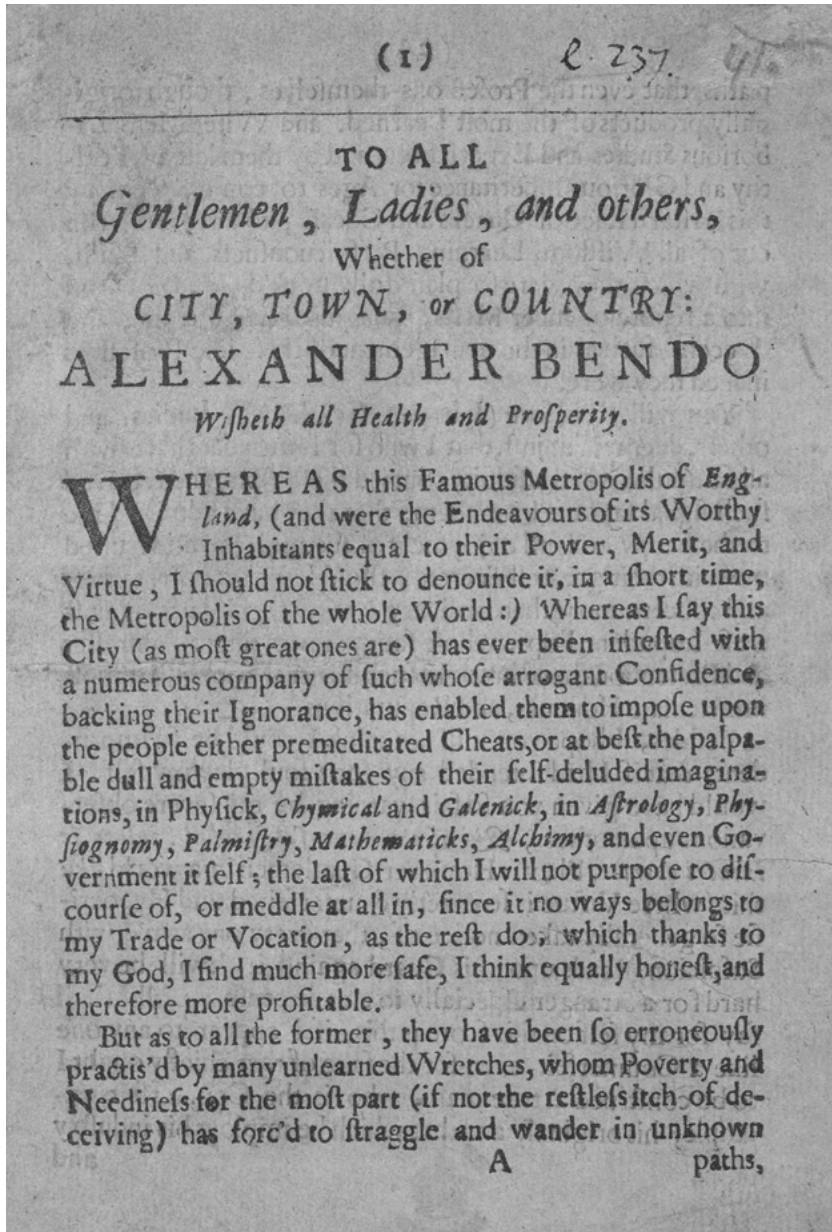 (1) l. 237.
TO ALL
Gentlemen, Ladies, and others,
Whether of
CITY, TOWN, or COUNTRY:
ALEXANDER BENDO
Wiſheth all Health and Proſperity.
WHEREAS this Famous Metropolis of Eng-
land, (and were the Endeavours of its Worthy
Inhabitants equal to their Power, Merit, and
Virtue, I ſhould not ſtick to denounce it, in a ſhort time,
the Metropolis of the whole World:) Whereas I ſay this
City (as moſt great ones are) has ever been infeſted with
a numerous company of ſuch whoſe arrogant Confidence,
backing their Ignorance, has enabled them to impoſe upon
the people either premeditated Cheats, or at beſt the palpa-
ble dull and empty miſtakes of their ſelf-deluded imagina-
tions, in Phyſick, Chymical and Galenick, in Aſtrology, Phy-
ſiognomy, Palmiſtry, Mathematicks, Alchimy, and even Go-
vernment it ſelf; the laſt of which I will not purpoſe to diſ-
courſe of, or meddle at all in, ſince it no ways belongs to
my Trade or Vocation, as the reſt do, which thanks to
my God, I find much more ſafe, I think equally honeſt, and
therefore more profitable.
But as to all the former, they have been ſo erroneouſly
practis'd by many unlearned Wretches, whom Poverty and
Needineſs for the moſt part (if not the reſtleſs itch of de-
ceiving) has forc'd to ſtraggle and wander in unknown
A paths,